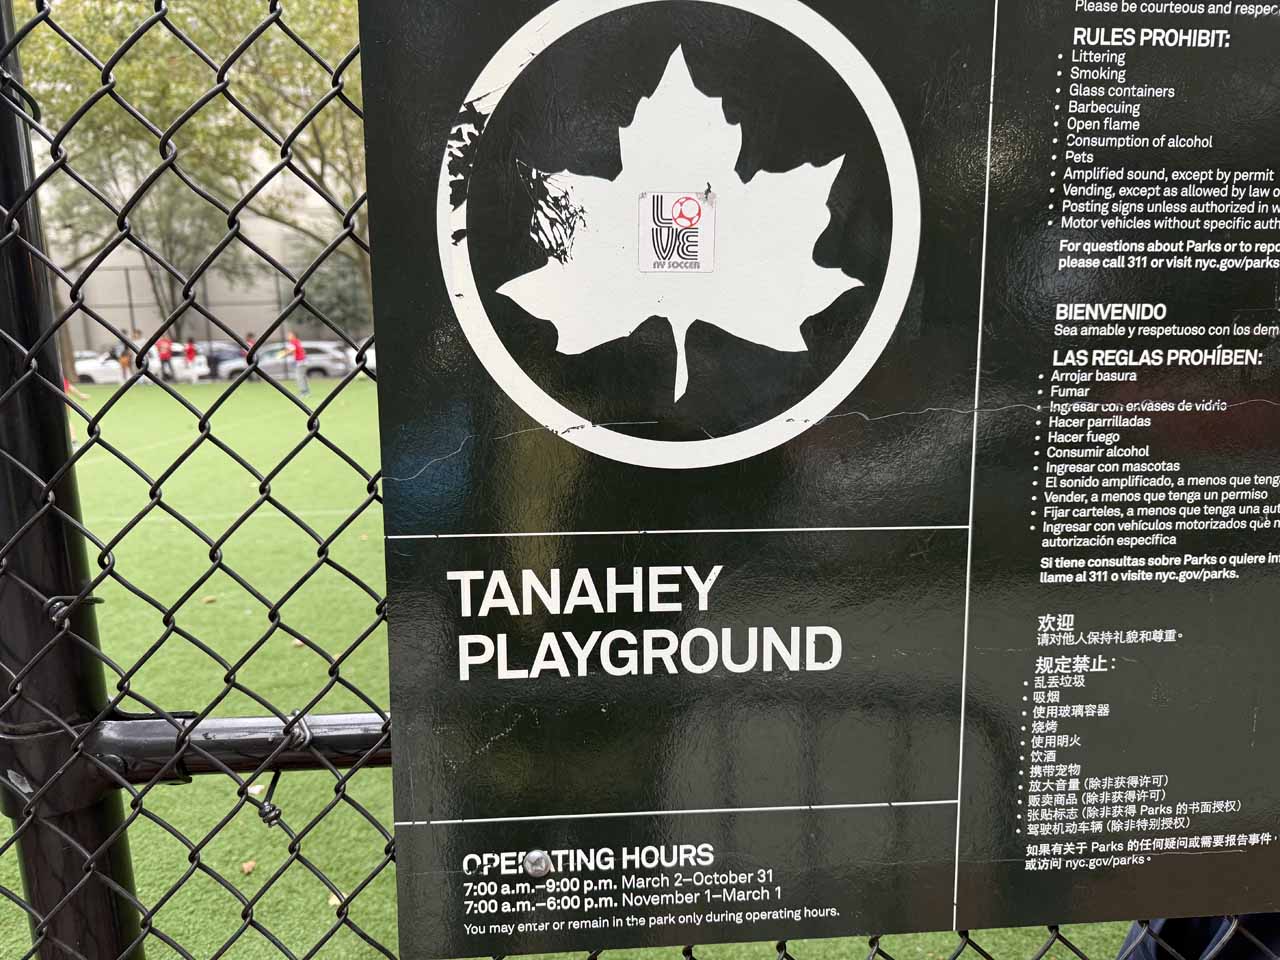 LOVE
NY SOCCER
TANAHEY
PLAYGROUND
OPERATING HOURS
7:00 a.m.–9:00 p.m. March 2–October 31
7:00 a.m.–6:00 p.m. November 1–March 1
You may enter or remain in the park only during operating hours.
Please be courteous and
RULES PROHIBIT:
• Littering
• Smoking
• Glass containers
• Barbecuing
• Open flame
• Consumption of alcohol
• Pets
• Amplified sound, except by permit
• Vending, except as allowed by law
• Posting signs unless authorized in
• Motor vehicles without specific
For questions about Parks or to
please call 311 or visit nyc.gov/parks
BIENVENIDO
Sea amable y respetuoso con los
LAS REGLAS PROHÍBEN:
• Arrojar basura
• Fumar
• Ingresar con envases de vidrio
• Hacer parrilladas
• Hacer fuego
• Consumir alcohol
• Ingresar con mascotas
• El sonido amplificado, a menos que
• Vender, a menos que tenga un permiso
• Fijar carteles, a menos que tenga una
• Ingresar con vehículos motorizados que
autorización específica
Si tiene consultas sobre Parks o quiere
llame al 311 o visite nyc.gov/parks.
欢迎
请对他人保持礼貌和尊重。
规定禁止：
• 乱丢垃圾
• 吸烟
• 使用玻璃容器
• 烧烤
• 使用明火
• 饮酒
• 携带宠物
• 放大音量（除非获得许可）
• 贩卖商品（除非获得许可）
• 张贴标志（除非获得 Parks 的书面授权）
• 驾驶机动车辆（除非特别授权）
如果有关于 Parks 的任何疑问或需要报告事件，
或访问 nyc.gov/parks。